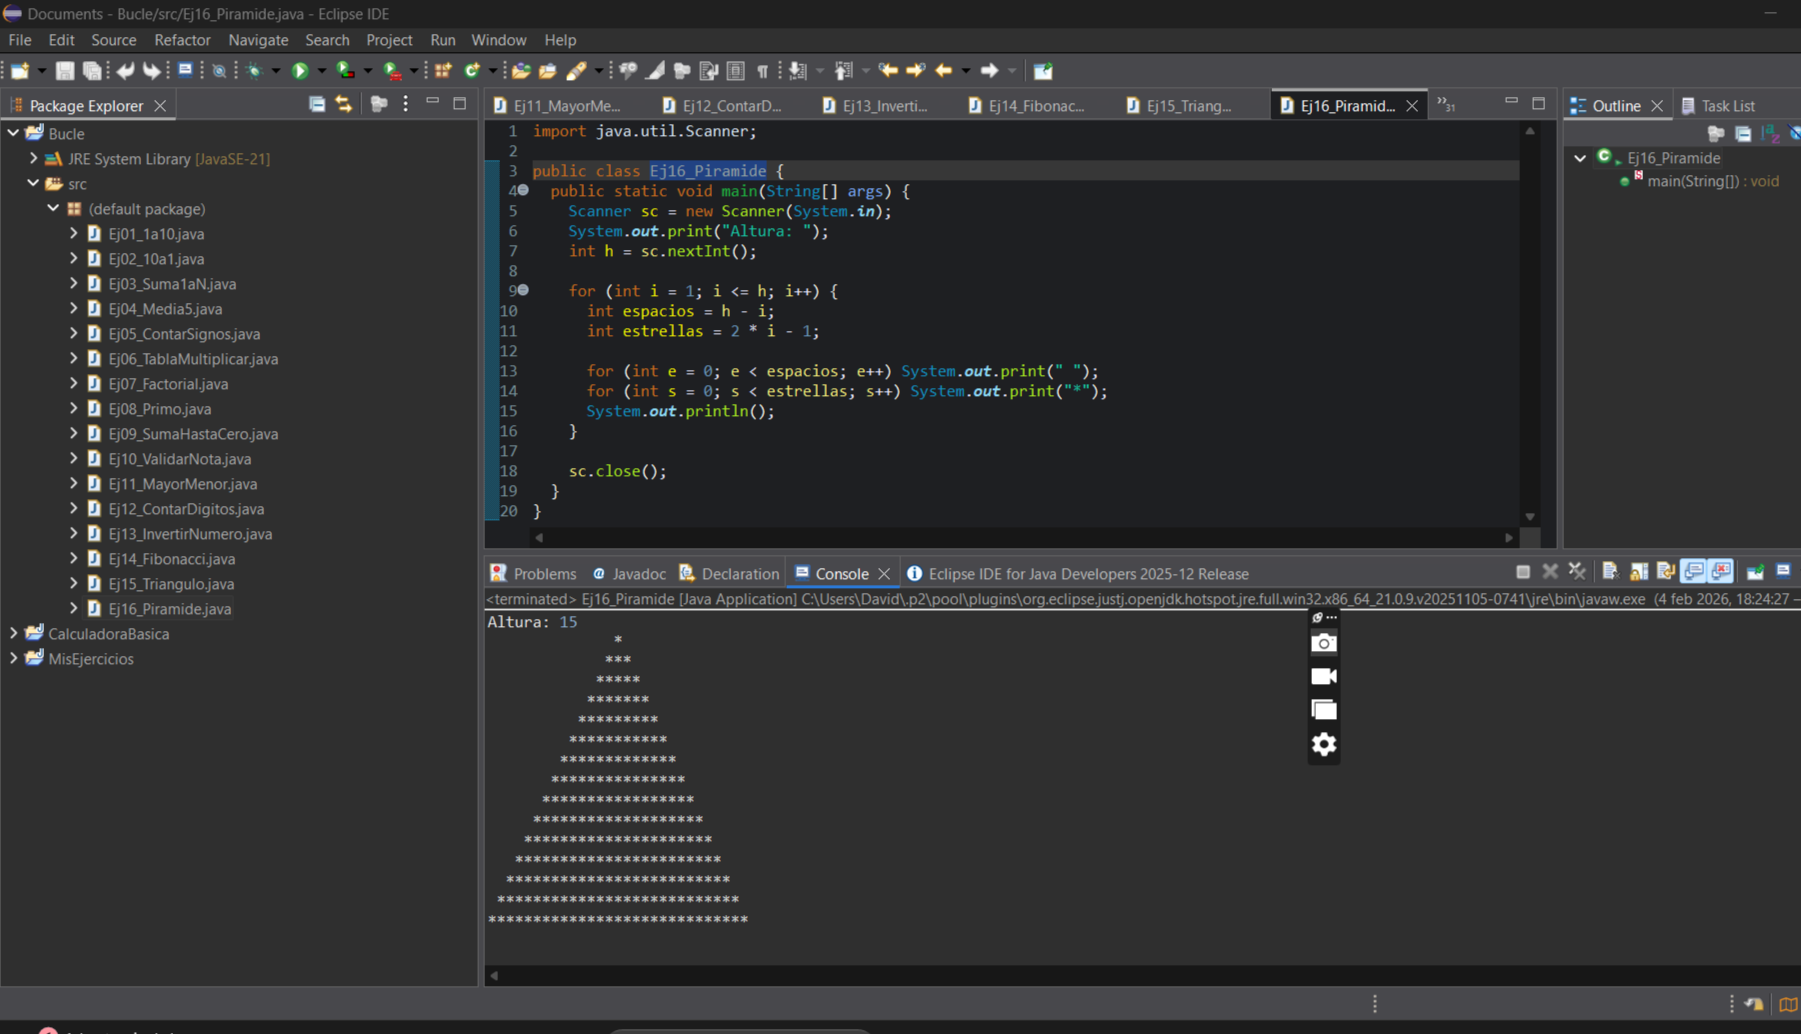 Documents - Bucle/src/Ej16_Piramide.java - Eclipse IDE
File Edit Source Refactor Navigate Search Project Run Window Help
Package Explorer
Bucle
JRE System Library [JavaSE-21]
src
(default package)
Ej01_1a10.java
Ej02_10a1.java
Ej03_Suma1aN.java
Ej04_Media5.java
Ej05_ContarSignos.java
Ej06_TablaMultiplicar.java
Ej07_Factorial.java
Ej08_Primo.java
Ej09_SumaHastaCero.java
Ej10_ValidarNota.java
Ej11_MayorMenor.java
Ej12_ContarDigitos.java
Ej13_InvertirNumero.java
Ej14_Fibonacci.java
Ej15_Triangulo.java
Ej16_Piramide.java
CalculadoraBasica
MisEjercicios
Ej11_MayorMe... Ej12_ContarD... Ej13_Inverti... Ej14_Fibonac... Ej15_Triang... Ej16_Piramid... »31
1 import java.util.Scanner;
2
3 public class Ej16_Piramide {
4 public static void main(String[] args) {
5 Scanner sc = new Scanner(System.in);
6 System.out.print("Altura: ");
7 int h = sc.nextInt();
8
9 for (int i = 1; i <= h; i++) {
10 int espacios = h - i;
11 int estrellas = 2 * i - 1;
12
13 for (int e = 0; e < espacios; e++) System.out.print(" ");
14 for (int s = 0; s < estrellas; s++) System.out.print("*");
15 System.out.println();
16 }
17
18 sc.close();
19 }
20 }
Outline Task List
Ej16_Piramide
main(String[]) : void
Problems @ Javadoc Declaration Console Eclipse IDE for Java Developers 2025-12 Release
<terminated> Ej16_Piramide [Java Application] C:\Users\David\.p2\pool\plugins\org.eclipse.justj.openjdk.hotspot.jre.full.win32.x86_64_21.0.9.v20251105-0741\jre\bin\javaw.exe (4 feb 2026, 18:24:27 –
Altura: 15
*
***
*****
*******
*********
***********
*************
***************
*****************
*******************
*********************
***********************
*************************
***************************
*****************************